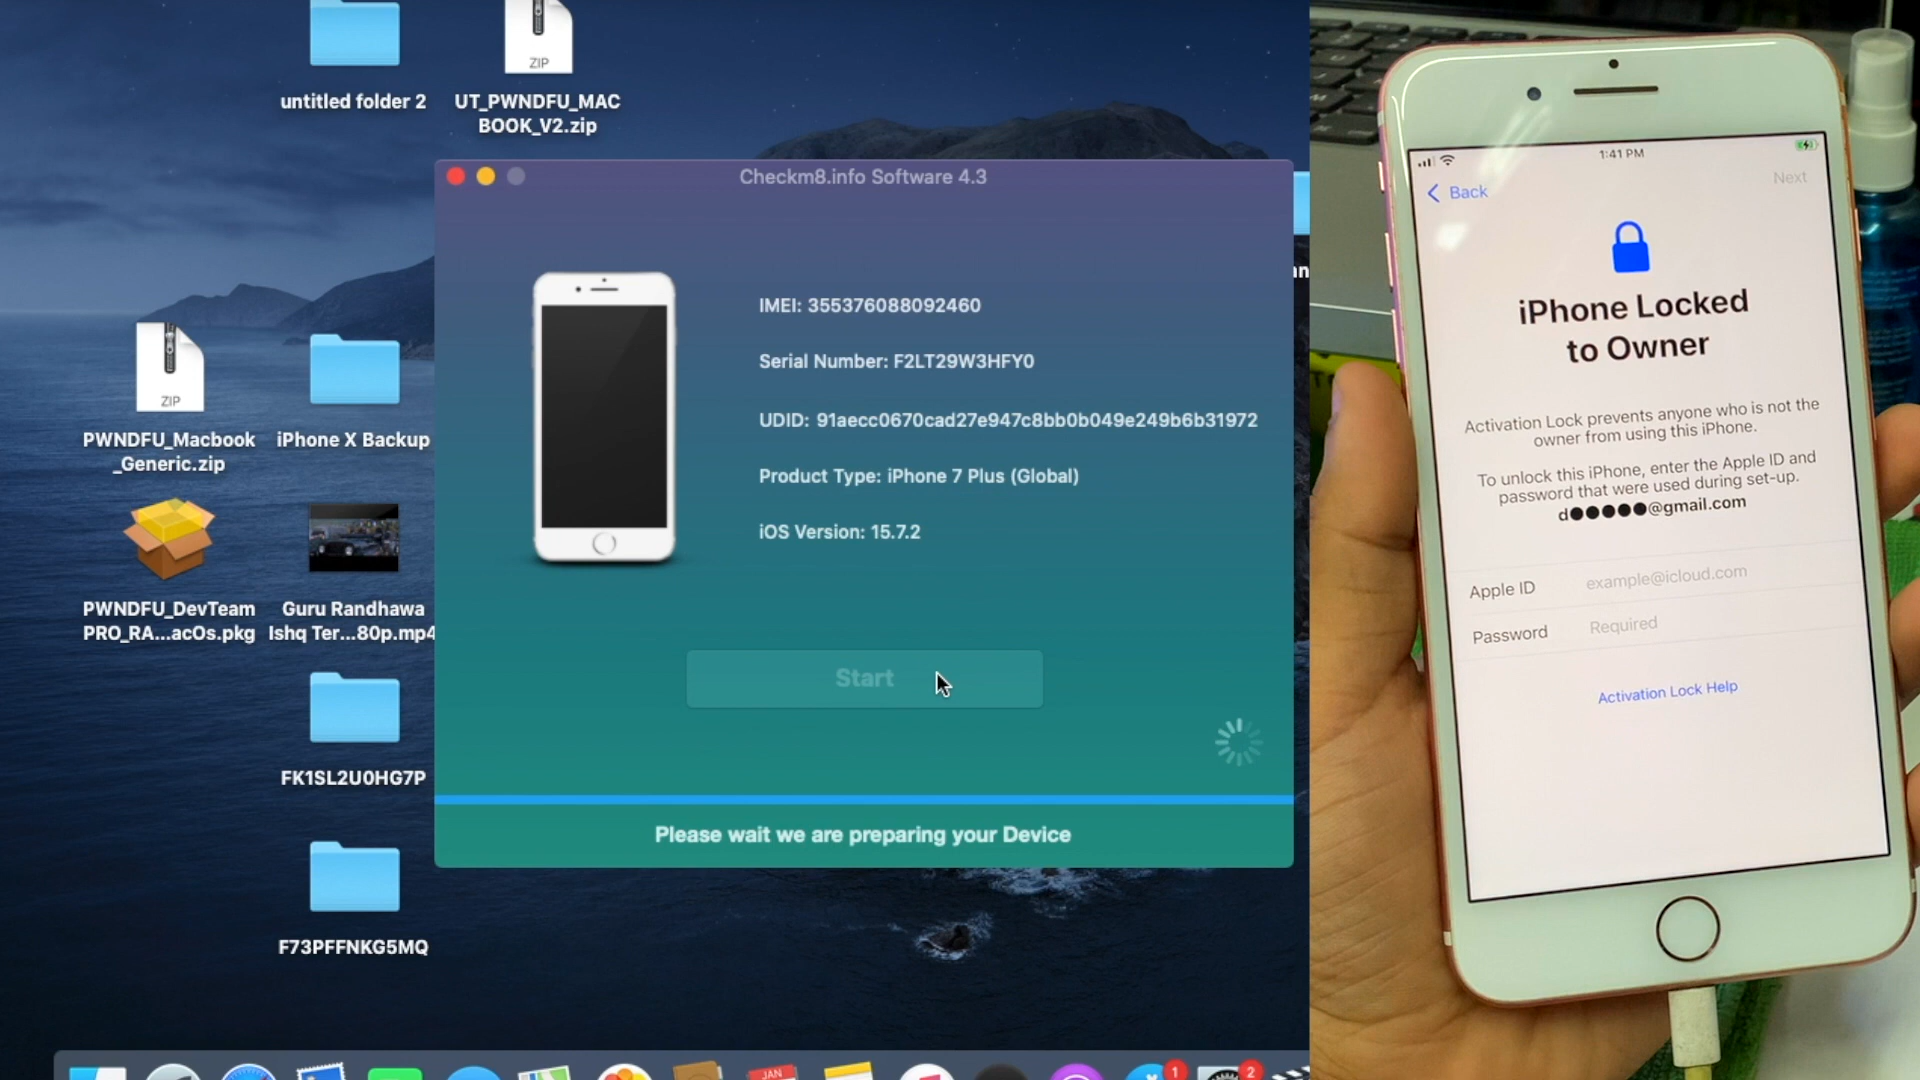 untitled folder 2
UT_PWNDFU_MAC
BOOK_V2.zip
ZIP
ZIP
PWNDFU_Macbook
_Generic.zip
iPhone X Backup
PWNDFU_DevTeam
PRO_RA...acOs.pkg
Guru Randhawa
Ishq Ter...80p.mp4
FK1SL2U0HG7P
F73PFFNKG5MQ
Checkm8.info Software 4.3
IMEI: 355376088092460
Serial Number: F2LT29W3HFY0
UDID: 91aecc0670cad27e947c8bb0b049e249b6b31972
Product Type: iPhone 7 Plus (Global)
iOS Version: 15.7.2
Start
Please wait we are preparing your Device
JAN
1
2
1:41 PM
Back
Next
iPhone Locked
to Owner
Activation Lock prevents anyone who is not the
owner from using this iPhone.
To unlock this iPhone, enter the Apple ID and
password that were used during set-up.
d●●●●●@gmail.com
Apple ID
example@icloud.com
Password
Required
Activation Lock Help